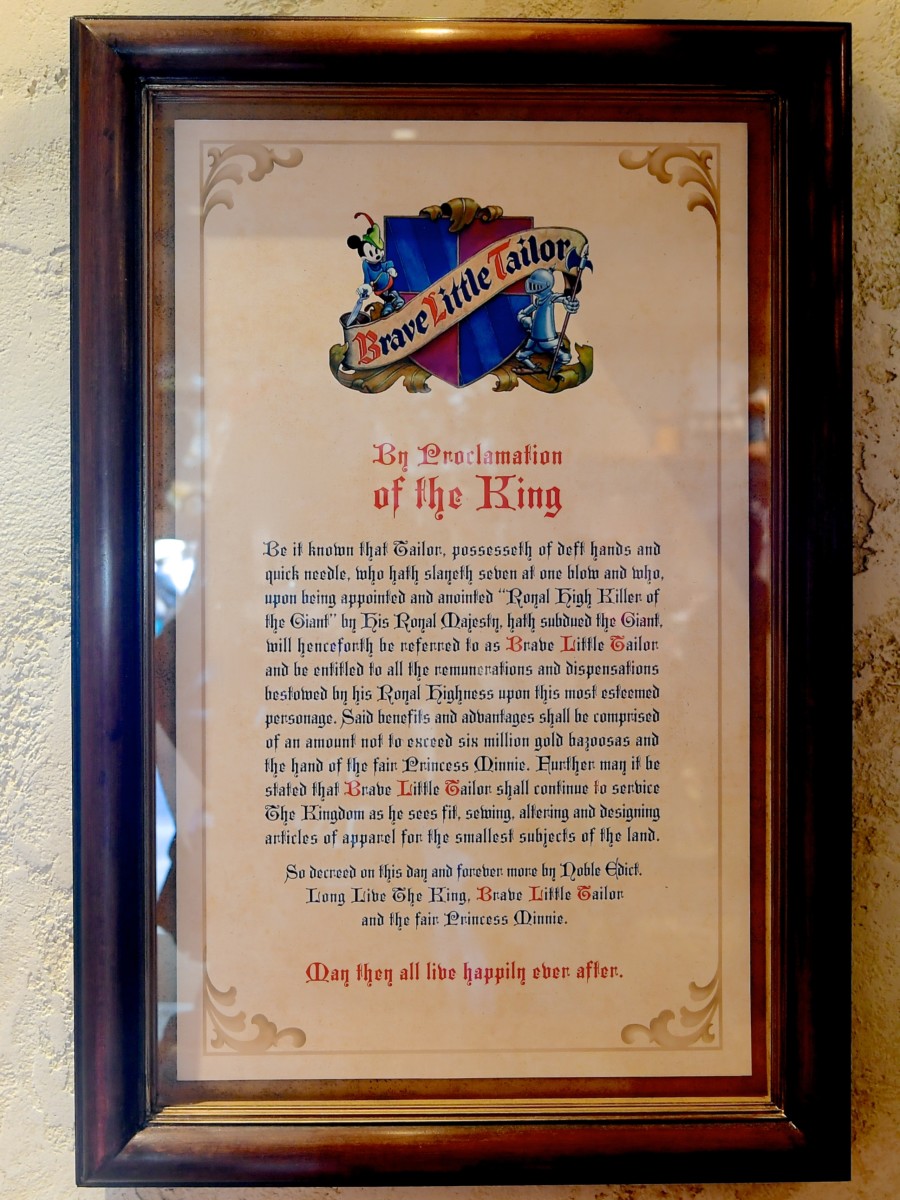 Brave Little Tailor
By Proclamation
of the King
Be it known that Tailor, possesseth of deft hands and
quick needle, who hath slayeth seven at one blow and who,
upon being appointed and anointed “Royal High Killer of
the Giant” by His Royal Majesty, hath subdued the Giant,
will henceforth be referred to as Brave Little Tailor
and be entitled to all the remunerations and dispensations
bestowed by his Royal Highness upon this most esteemed
personage. Said benefits and advantages shall be comprised
of an amount not to exceed six million gold bazoosas and
the hand of the fair Princess Minnie. Further may it be
stated that Brave Little Tailor shall continue to service
The Kingdom as he sees fit, sewing, altering and designing
articles of apparel for the smallest subjects of the land.
So decreed on this day and forever more by Noble Edict.
Long Live The King, Brave Little Tailor
and the fair Princess Minnie.
May they all live happily ever after.